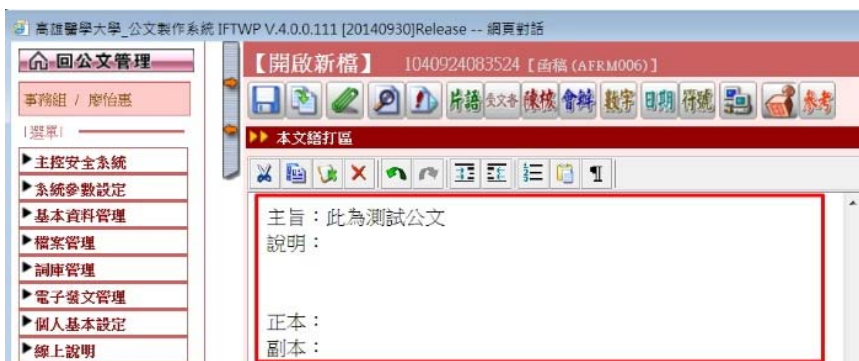 高雄醫學大學_公文製作系統 IFTWP V.4.0.0.111 [20140930]Release -- 網頁對話
回公文管理
事務組 / 廖怡惠
|選單|
主控安全系統
系統參數設定
基本資料管理
檔案管理
詞庫管理
電子發文管理
個人基本設定
線上說明
【開啟新檔】 1040924083524 [函稿(AFRM006)]
片語 受文者 陳核 會辦 數字 日期 符號 參考
本文繕打區
主旨：此為測試公文
說明：
正本：
副本：